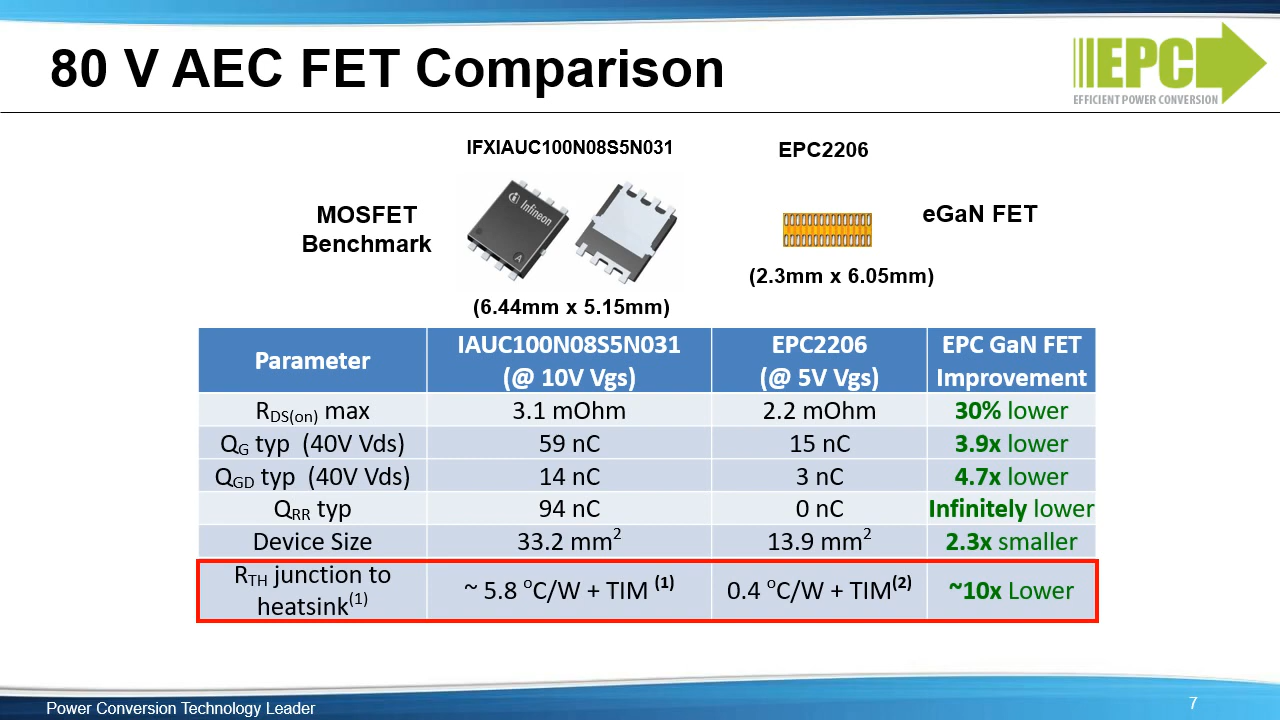 80 V AEC FET Comparison
EPC
EFFICIENT POWER CONVERSION
IFXIAUC100N08S5N031
EPC2206
MOSFET
Benchmark
Infineon
A
eGaN FET
(2.3mm x 6.05mm)
(6.44mm x 5.15mm)
Parameter
IAUC100N08S5N031
(@ 10V Vgs)
EPC2206
(@ 5V Vgs)
EPC GaN FET
Improvement
RDS(on) max 3.1 mOhm 2.2 mOhm 30% lower
QG typ (40V Vds) 59 nC 15 nC 3.9x lower
QGD typ (40V Vds) 14 nC 3 nC 4.7x lower
QRR typ 94 nC 0 nC Infinitely lower
Device Size 33.2 mm2 13.9 mm2 2.3x smaller
RTH junction to
heatsink(1)
~ 5.8 oC/W + TIM (1) 0.4 oC/W + TIM(2) ~10x Lower
Power Conversion Technology Leader
7